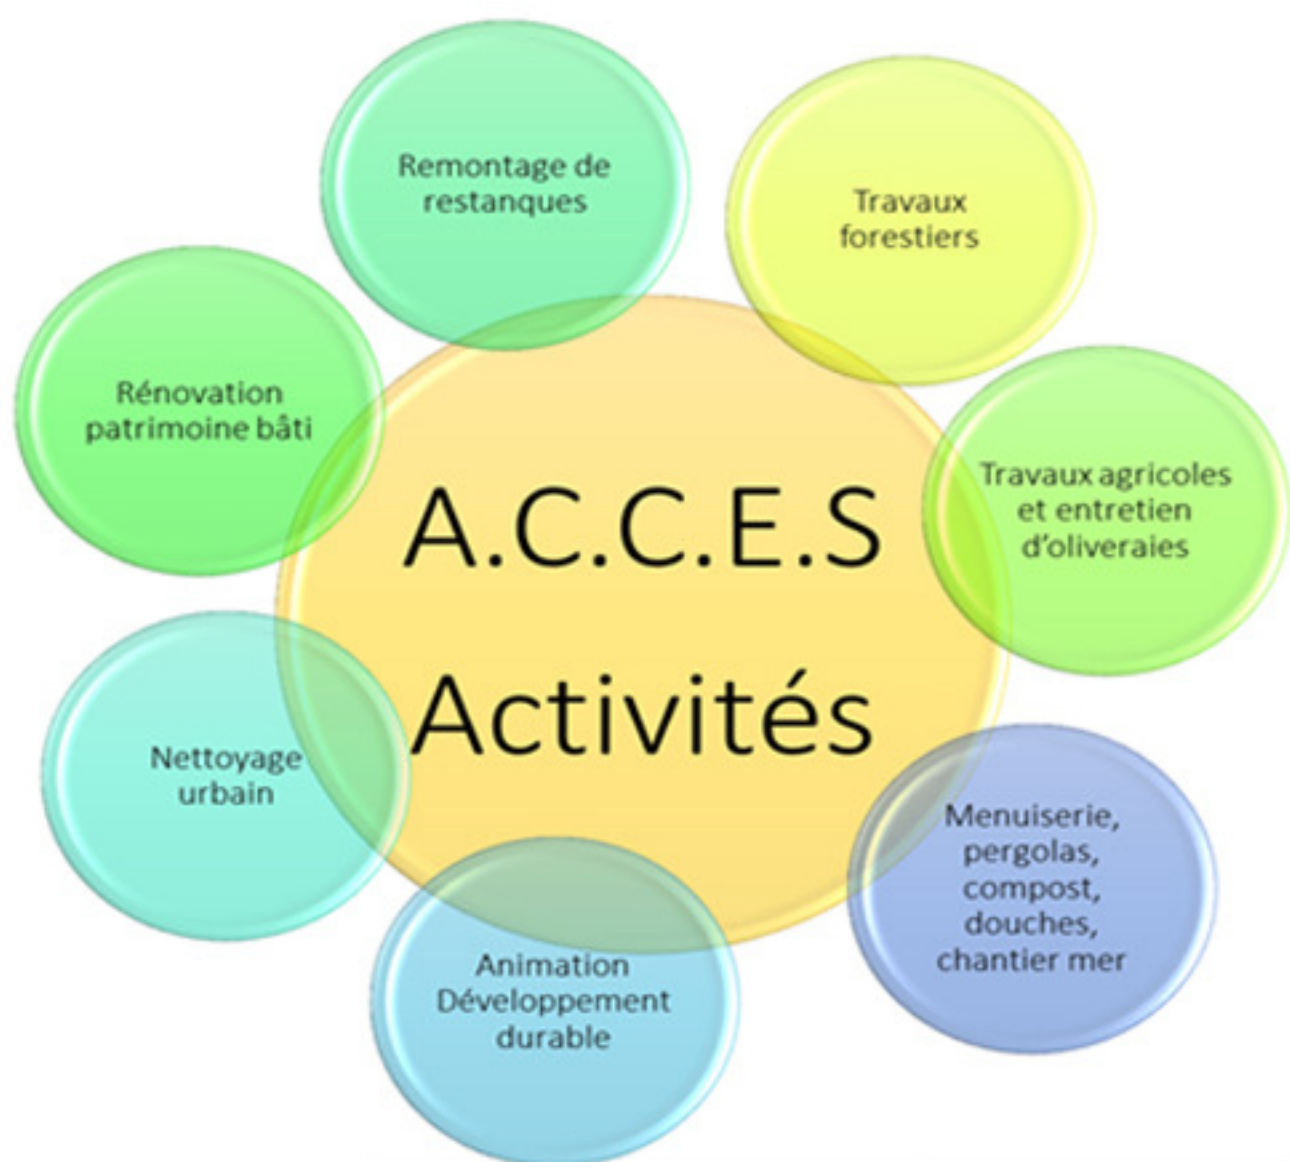 Remontage de
restanques
Travaux
forestiers
Rénovation
patrimoine bâti
Travaux agricoles
et entretien
d'oliveraies
A.C.C.E.S
Activités
Nettoyage
urbain
Menuiserie,
pergolas,
compost,
douches,
chantier mer
Animation
Développement
durable